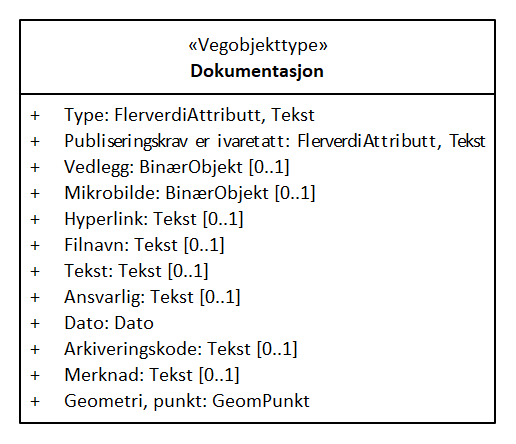 «Vegobjekttype»
Dokumentasjon
+ Type: FlerverdiAttributt, Tekst
+ Publiseringskrav er ivaretatt: FlerverdiAttributt, Tekst
+ Vedlegg: BinærObjekt [0..1]
+ Mikrobilde: BinærObjekt [0..1]
+ Hyperlink: Tekst [0..1]
+ Filnavn: Tekst [0..1]
+ Tekst: Tekst [0..1]
+ Ansvarlig: Tekst [0..1]
+ Dato: Dato
+ Arkiveringskode: Tekst [0..1]
+ Merknad: Tekst [0..1]
+ Geometri, punkt: GeomPunkt